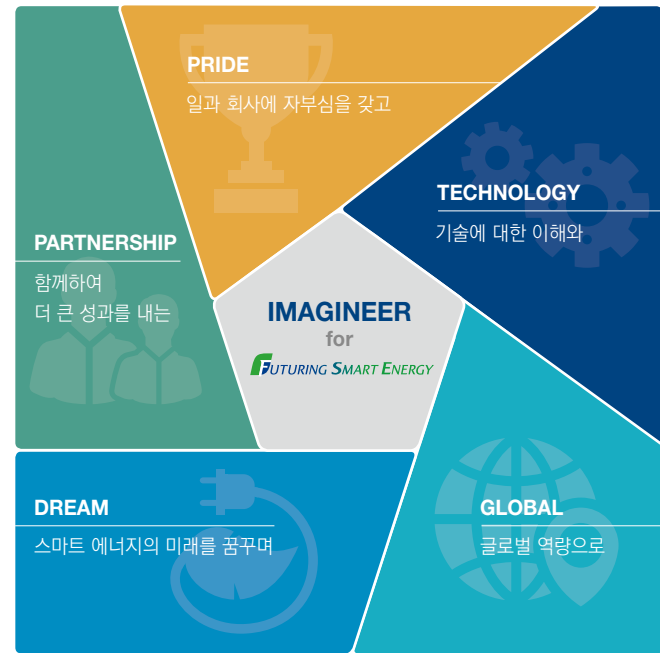 PRIDE
일과 회사에 자부심을 갖고
TECHNOLOGY
기술에 대한 이해와
PARTNERSHIP
함께하여
더 큰 성과를 내는
IMAGINEER
for
FUTURING SMART ENERGY
DREAM
스마트 에너지의 미래를 꿈꾸며
GLOBAL
글로벌 역량으로